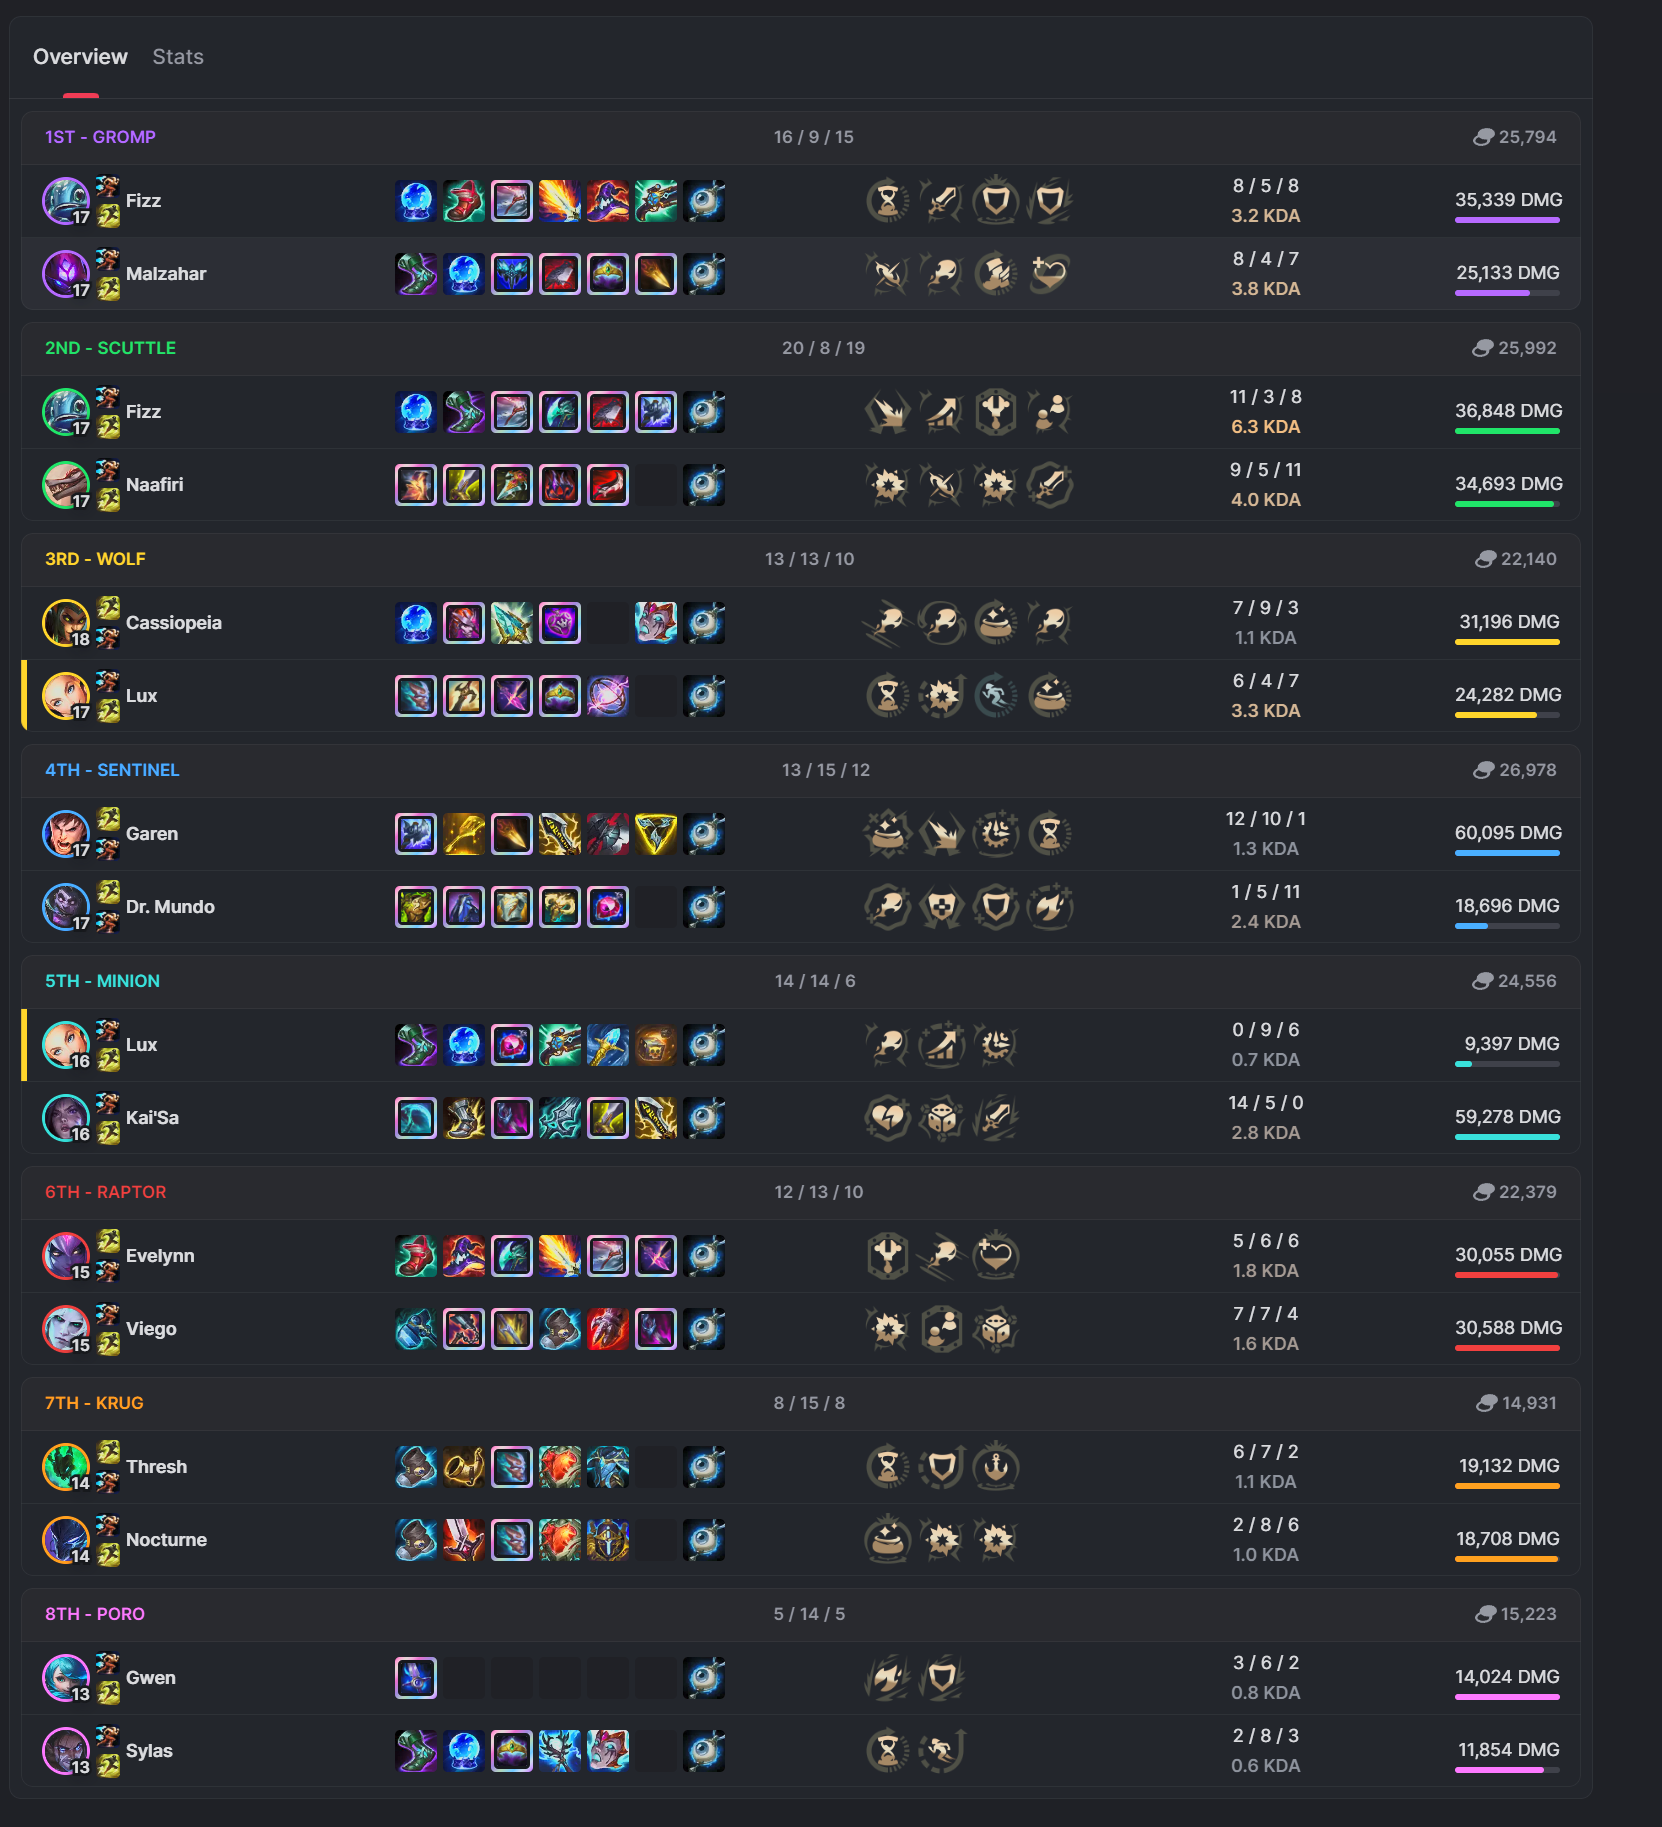 Overview Stats
1ST - GROMP 16 / 9 / 15 25,794
17 Fizz 8 / 5 / 8 35,339 DMG
3.2 KDA
17 Malzahar 8 / 4 / 7 25,133 DMG
3.8 KDA
2ND - SCUTTLE 20 / 8 / 19 25,992
17 Fizz 11 / 3 / 8 36,848 DMG
6.3 KDA
17 Naafiri 9 / 5 / 11 34,693 DMG
4.0 KDA
3RD - WOLF 13 / 13 / 10 22,140
18 Cassiopeia 7 / 9 / 3 31,196 DMG
1.1 KDA
17 Lux 6 / 4 / 7 24,282 DMG
3.3 KDA
4TH - SENTINEL 13 / 15 / 12 26,978
17 Garen 12 / 10 / 1 60,095 DMG
1.3 KDA
17 Dr. Mundo 1 / 5 / 11 18,696 DMG
2.4 KDA
5TH - MINION 14 / 14 / 6 24,556
16 Lux 0 / 9 / 6 9,397 DMG
0.7 KDA
16 Kai'Sa 14 / 5 / 0 59,278 DMG
2.8 KDA
6TH - RAPTOR 12 / 13 / 10 22,379
15 Evelynn 5 / 6 / 6 30,055 DMG
1.8 KDA
15 Viego 7 / 7 / 4 30,588 DMG
1.6 KDA
7TH - KRUG 8 / 15 / 8 14,931
14 Thresh 6 / 7 / 2 19,132 DMG
1.1 KDA
14 Nocturne 2 / 8 / 6 18,708 DMG
1.0 KDA
8TH - PORO 5 / 14 / 5 15,223
13 Gwen 3 / 6 / 2 14,024 DMG
0.8 KDA
13 Sylas 2 / 8 / 3 11,854 DMG
0.6 KDA